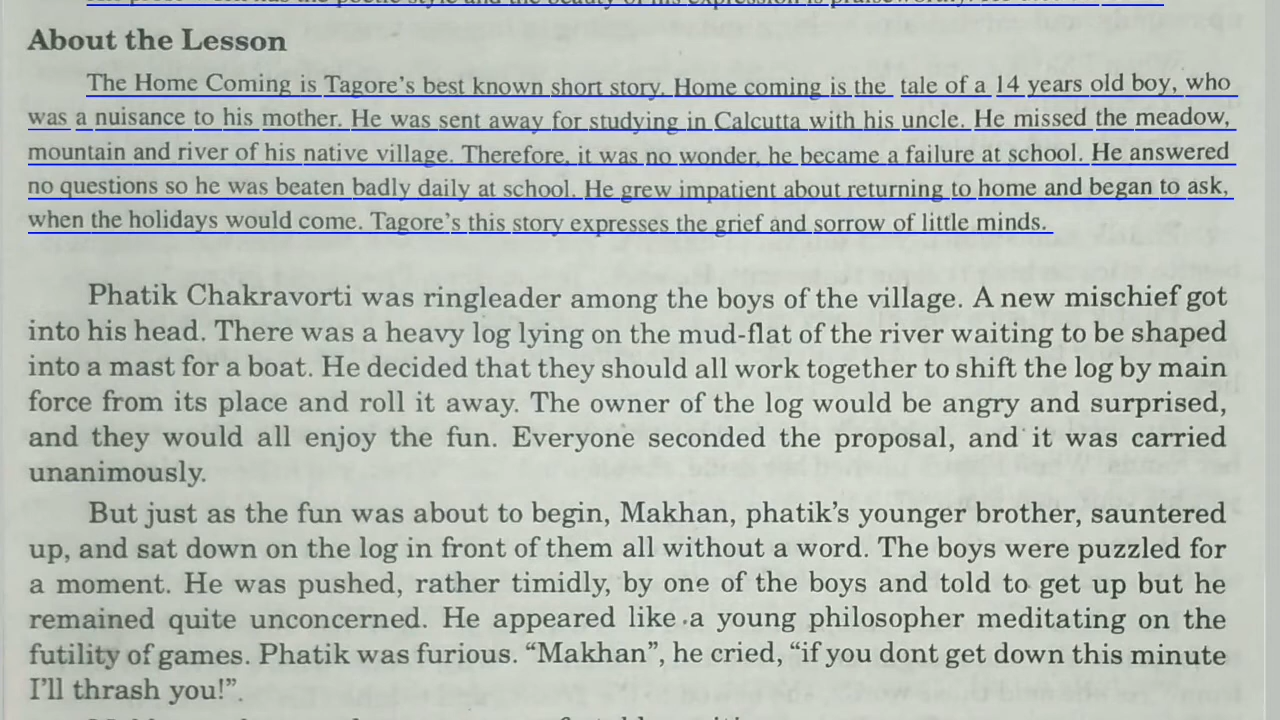 About the Lesson
The Home Coming is Tagore's best known short story. Home coming is the tale of a 14 years old boy, who
was a nuisance to his mother. He was sent away for studying in Calcutta with his uncle. He missed the meadow,
mountain and river of his native village. Therefore, it was no wonder, he became a failure at school. He answered
no questions so he was beaten badly daily at school. He grew impatient about returning to home and began to ask,
when the holidays would come. Tagore's this story expresses the grief and sorrow of little minds.
Phatik Chakravorti was ringleader among the boys of the village. A new mischief got
into his head. There was a heavy log lying on the mud-flat of the river waiting to be shaped
into a mast for a boat. He decided that they should all work together to shift the log by main
force from its place and roll it away. The owner of the log would be angry and surprised,
and they would all enjoy the fun. Everyone seconded the proposal, and it was carried
unanimously.
But just as the fun was about to begin, Makhan, phatik's younger brother, sauntered
up, and sat down on the log in front of them all without a word. The boys were puzzled for
a moment. He was pushed, rather timidly, by one of the boys and told to get up but he
remained quite unconcerned. He appeared like a young philosopher meditating on the
futility of games. Phatik was furious. “Makhan”, he cried, “if you dont get down this minute
I'll thrash you!”.